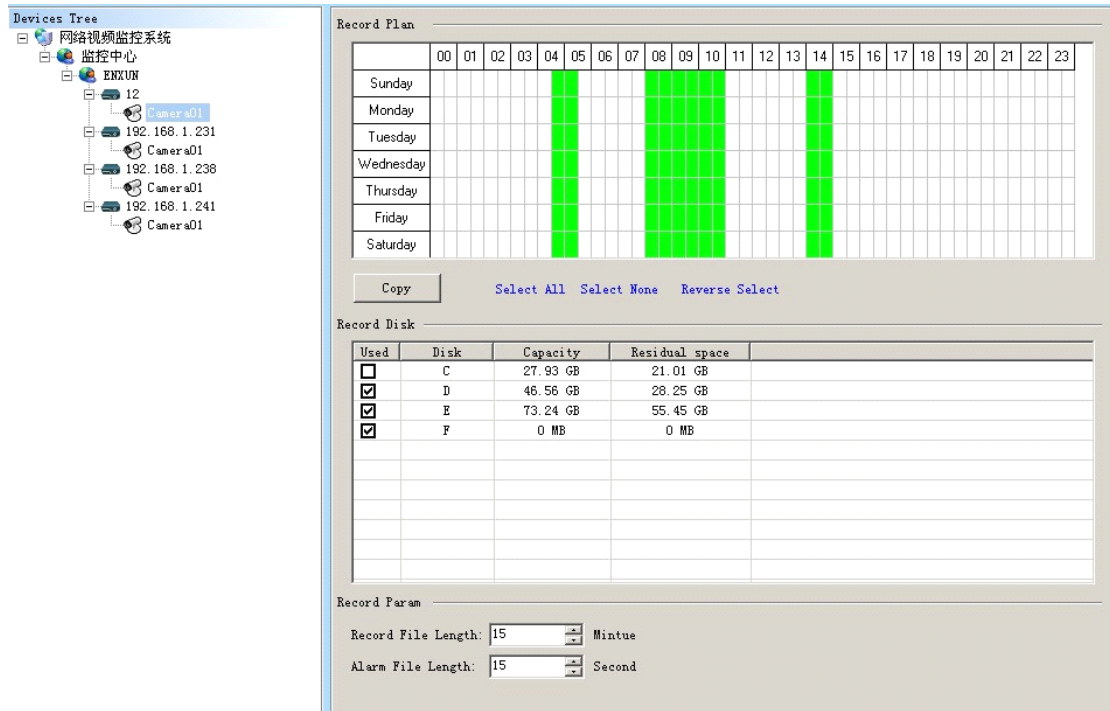 Devices Tree
网络视频监控系统
监控中心
ENXUN
12
Camera01
192.168.1.231
Camera01
192.168.1.238
Camera01
192.168.1.241
Camera01
Record Plan
00 01 02 03 04 05 06 07 08 09 10 11 12 13 14 15 16 17 18 19 20 21 22 23
Sunday
Monday
Tuesday
Wednesday
Thursday
Friday
Saturday
Copy Select All Select None Reverse Select
Record Disk
Used Disk Capacity Residual space
C 27.93 GB 21.01 GB
D 46.56 GB 28.25 GB
E 73.24 GB 55.45 GB
F 0 MB 0 MB
Record Param
Record File Length: 15 Mintue
Alarm File Length: 15 Second